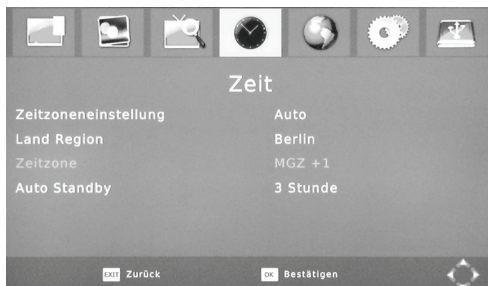 Zeit
Zeitzoneneinstellung Auto
Land Region Berlin
Zeitzone MGZ +1
Auto Standby 3 Stunde
EXIT Zurück OK Bestätigen